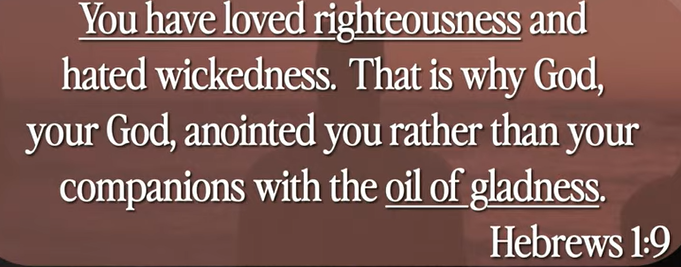 You have loved righteousness and
hated wickedness. That is why God,
your God, anointed you rather than your
companions with the oil of gladness.
Hebrews 1:9